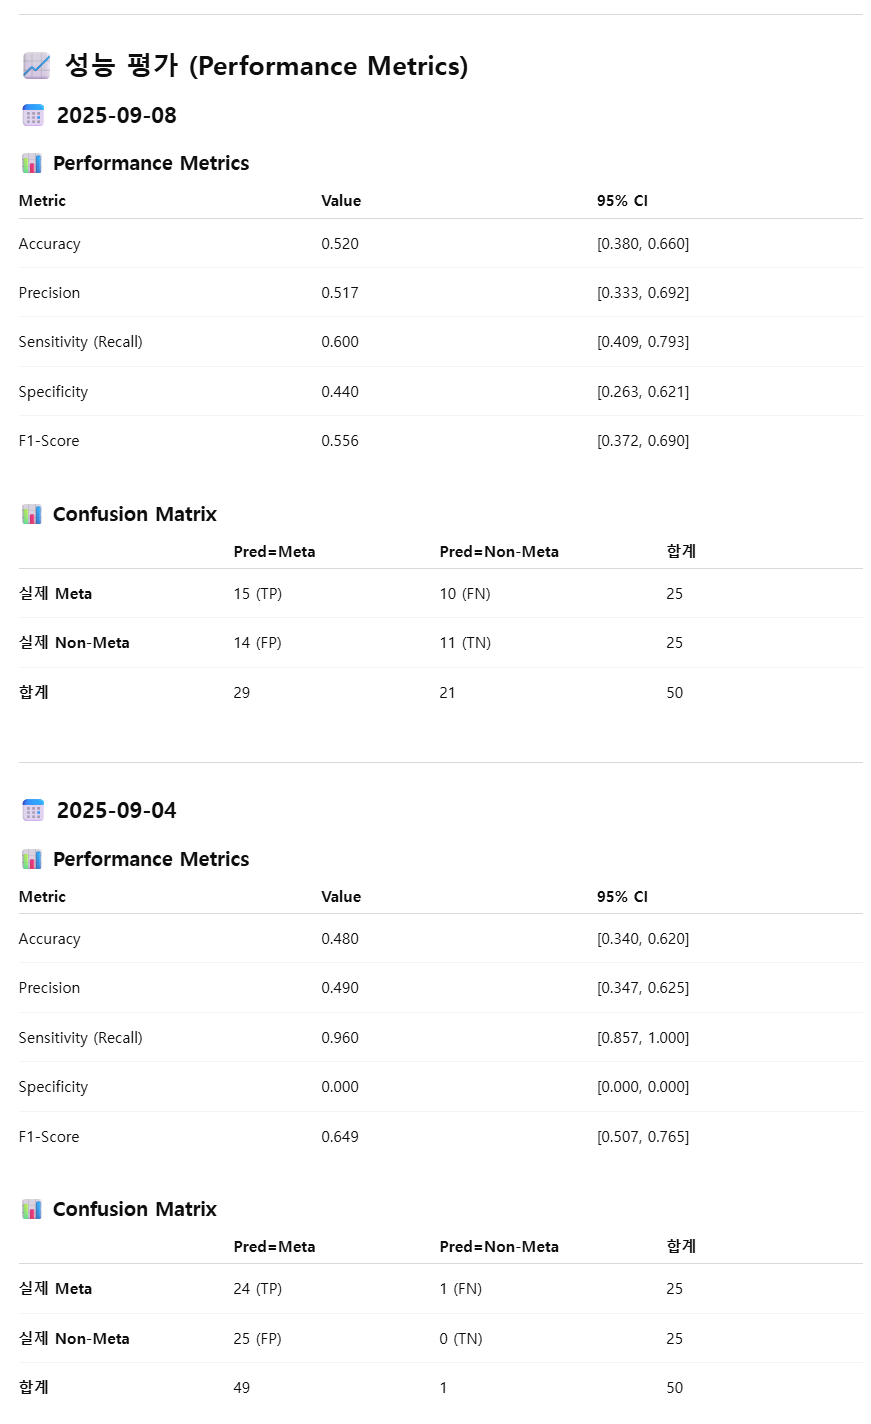 성능 평가 (Performance Metrics)
2025-09-08
Performance Metrics
Metric Value 95% CI
Accuracy 0.520 [0.380, 0.660]
Precision 0.517 [0.333, 0.692]
Sensitivity (Recall) 0.600 [0.409, 0.793]
Specificity 0.440 [0.263, 0.621]
F1-Score 0.556 [0.372, 0.690]
Confusion Matrix
Pred=Meta Pred=Non-Meta 합계
실제 Meta 15 (TP) 10 (FN) 25
실제 Non-Meta 14 (FP) 11 (TN) 25
합계 29 21 50
2025-09-04
Performance Metrics
Metric Value 95% CI
Accuracy 0.480 [0.340, 0.620]
Precision 0.490 [0.347, 0.625]
Sensitivity (Recall) 0.960 [0.857, 1.000]
Specificity 0.000 [0.000, 0.000]
F1-Score 0.649 [0.507, 0.765]
Confusion Matrix
Pred=Meta Pred=Non-Meta 합계
실제 Meta 24 (TP) 1 (FN) 25
실제 Non-Meta 25 (FP) 0 (TN) 25
합계 49 1 50